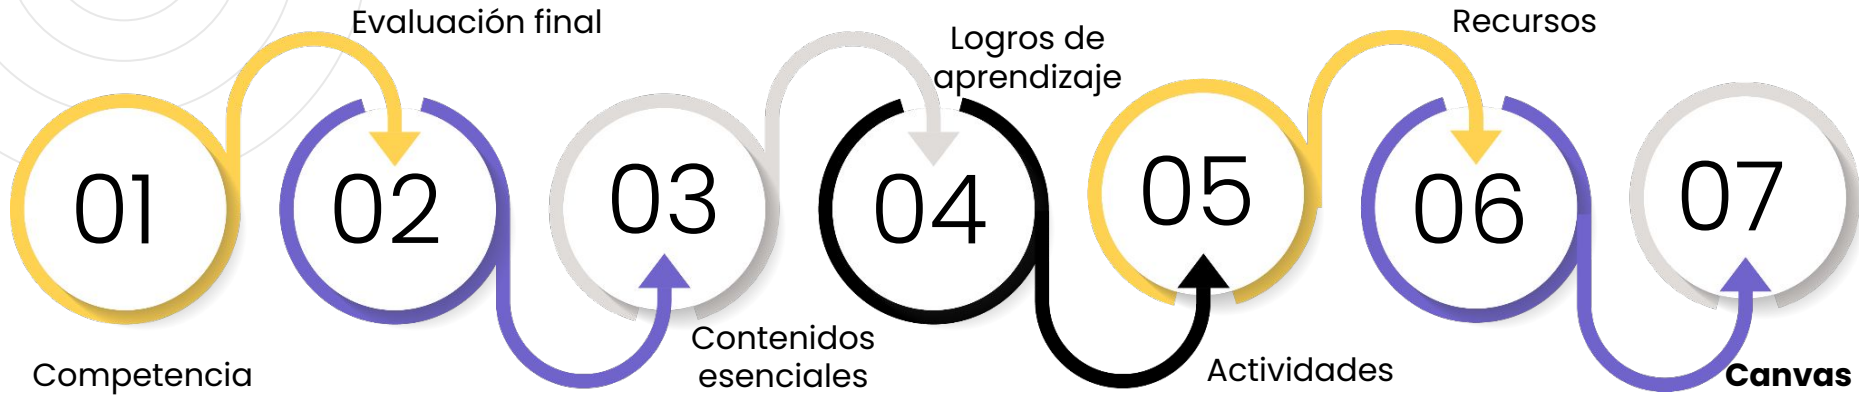 01
Competencia
02
Evaluación final
03
Contenidos
esenciales
04
Logros de
aprendizaje
05
Actividades
06
Recursos
07
Canvas